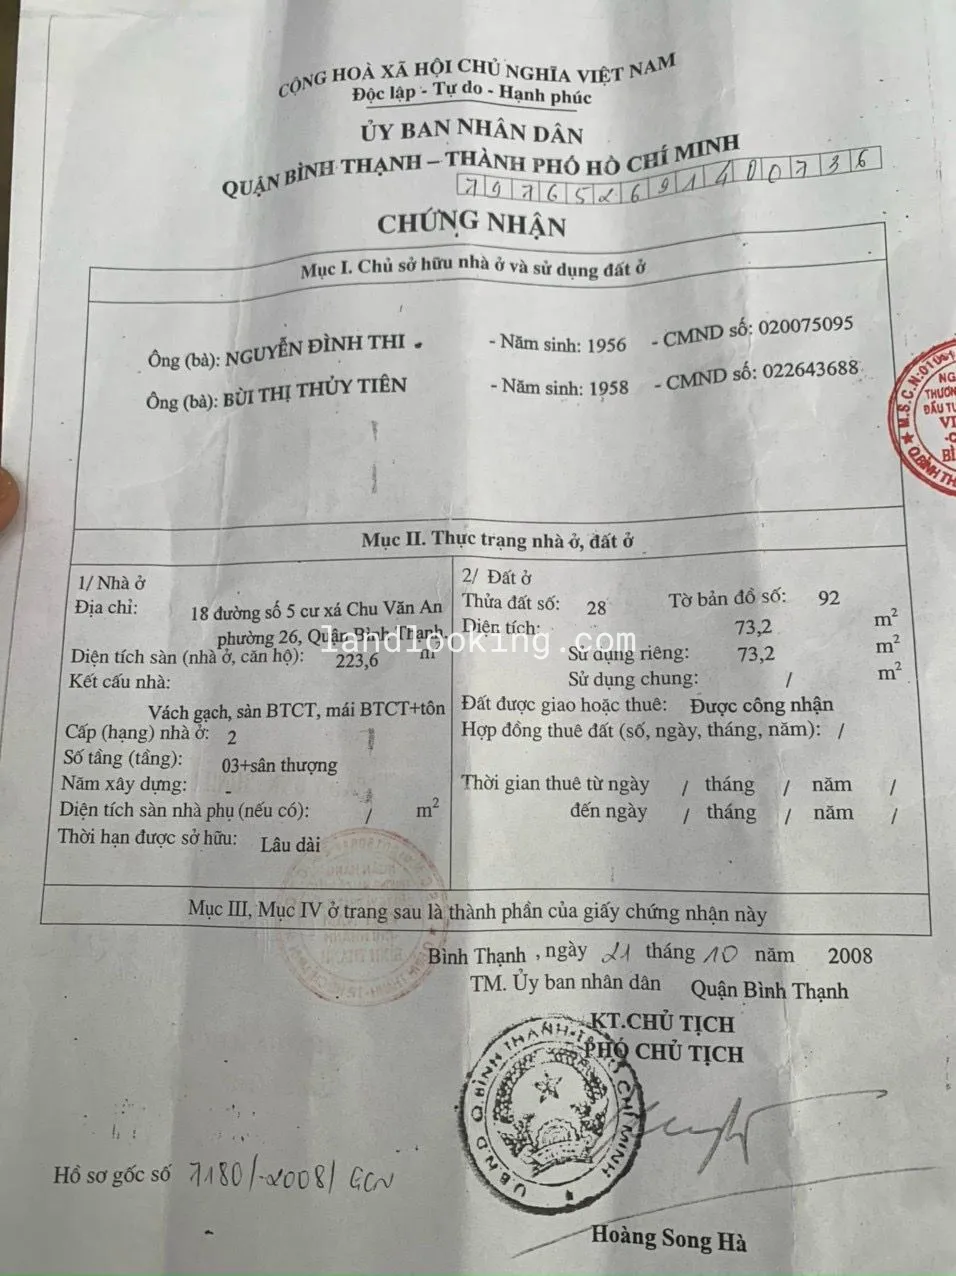 CỘNG HOÀ XÃ HỘI CHỦ NGHĨA VIỆT NAM
Độc lập - Tự do - Hạnh phúc
ỦY BAN NHÂN DÂN
QUẬN BÌNH THẠNH – THÀNH PHỐ HỒ CHÍ MINH
797652691400736
CHỨNG NHẬN
Mục I. Chủ sở hữu nhà ở và sử dụng đất ở
Ông (bà): NGUYỄN ĐÌNH THI - Năm sinh: 1956 - CMND số: 020075095
Ông (bà): BÙI THỊ THỦY TIÊN - Năm sinh: 1958 - CMND số: 022643688
Mục II. Thực trạng nhà ở, đất ở
1/ Nhà ở
Địa chỉ: 18 đường số 5 cư xá Chu Văn An
phường 26, Quận Bình Thạnh.
Diện tích sàn (nhà ở, căn hộ): 223,6 m²
Kết cấu nhà:
Vách gạch, sàn BTCT, mái BTCT+tôn
Cấp (hạng) nhà ở: 2
Số tầng (tầng): 03+sân thượng
Năm xây dựng: -
Diện tích sàn nhà phụ (nếu có): / m²
Thời hạn được sở hữu: Lâu dài
2/ Đất ở
Thửa đất số: 28 Tờ bản đồ số: 92
Diện tích: 73,2 m²
Sử dụng riêng: 73,2 m²
Sử dụng chung: / m²
Đất được giao hoặc thuê: Được công nhận
Hợp đồng thuê đất (số, ngày, tháng, năm): /
Thời gian thuê từ ngày / tháng / năm /
đến ngày / tháng / năm /
landlooking.com
Mục III, Mục IV ở trang sau là thành phần của giấy chứng nhận này
Bình Thạnh, ngày 21 tháng 10 năm 2008
TM. Ủy ban nhân dân Quận Bình Thạnh
KT.CHỦ TỊCH
PHÓ CHỦ TỊCH
Hồ sơ gốc số 7180/2008/GCN
Hoàng Song Hà